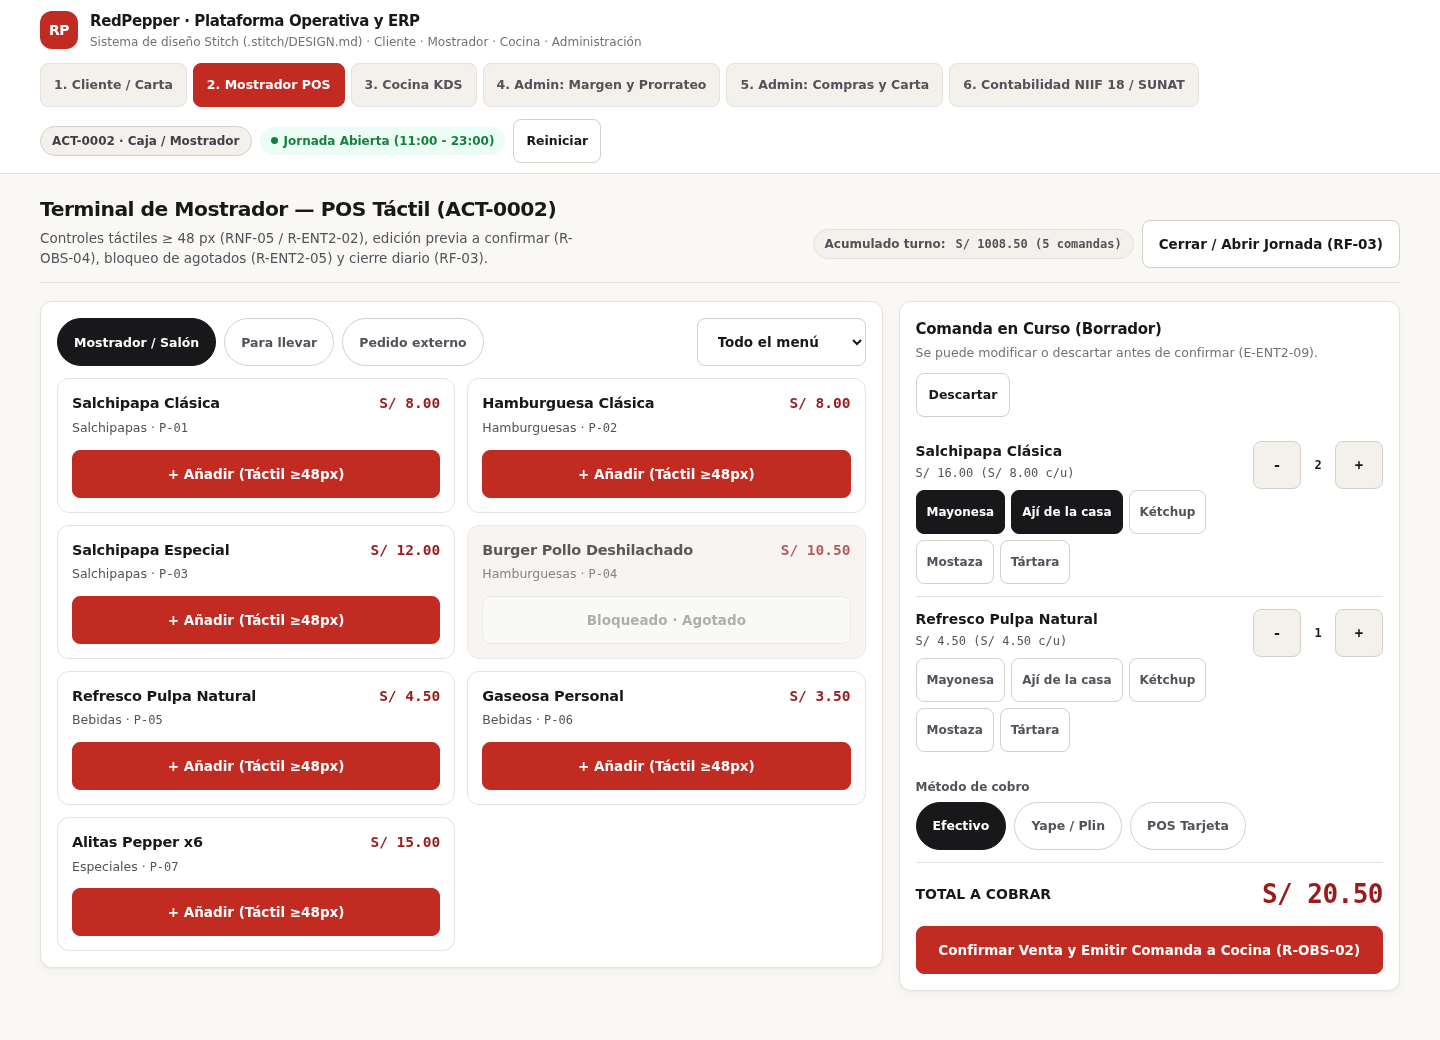 RP
RedPepper · Plataforma Operativa y ERP
Sistema de diseño Stitch (.stitch/DESIGN.md) · Cliente · Mostrador · Cocina · Administración
1. Cliente / Carta
2. Mostrador POS
3. Cocina KDS
4. Admin: Margen y Prorrateo
5. Admin: Compras y Carta
6. Contabilidad NIIF 18 / SUNAT
ACT-0002 · Caja / Mostrador
Jornada Abierta (11:00 - 23:00)
Reiniciar
Terminal de Mostrador — POS Táctil (ACT-0002)
Controles táctiles ≥ 48 px (RNF-05 / R-ENT2-02), edición previa a confirmar (R-
OBS-04), bloqueo de agotados (R-ENT2-05) y cierre diario (RF-03).
Acumulado turno: S/ 1008.50 (5 comandas)
Cerrar / Abrir Jornada (RF-03)
Mostrador / Salón
Para llevar
Pedido externo
Todo el menú
Salchipapa Clásica S/ 8.00
Salchipapas · P-01
+ Añadir (Táctil ≥48px)
Hamburguesa Clásica S/ 8.00
Hamburguesas · P-02
+ Añadir (Táctil ≥48px)
Salchipapa Especial S/ 12.00
Salchipapas · P-03
+ Añadir (Táctil ≥48px)
Burger Pollo Deshilachado S/ 10.50
Hamburguesas · P-04
Bloqueado · Agotado
Refresco Pulpa Natural S/ 4.50
Bebidas · P-05
+ Añadir (Táctil ≥48px)
Gaseosa Personal S/ 3.50
Bebidas · P-06
+ Añadir (Táctil ≥48px)
Alitas Pepper x6 S/ 15.00
Especiales · P-07
+ Añadir (Táctil ≥48px)
Comanda en Curso (Borrador)
Se puede modificar o descartar antes de confirmar (E-ENT2-09).
Descartar
Salchipapa Clásica
S/ 16.00 (S/ 8.00 c/u)
- 2 +
Mayonesa
Ají de la casa
Kétchup
Mostaza
Tártara
Refresco Pulpa Natural
S/ 4.50 (S/ 4.50 c/u)
- 1 +
Mayonesa
Ají de la casa
Kétchup
Mostaza
Tártara
Método de cobro
Efectivo
Yape / Plin
POS Tarjeta
TOTAL A COBRAR S/ 20.50
Confirmar Venta y Emitir Comanda a Cocina (R-OBS-02)